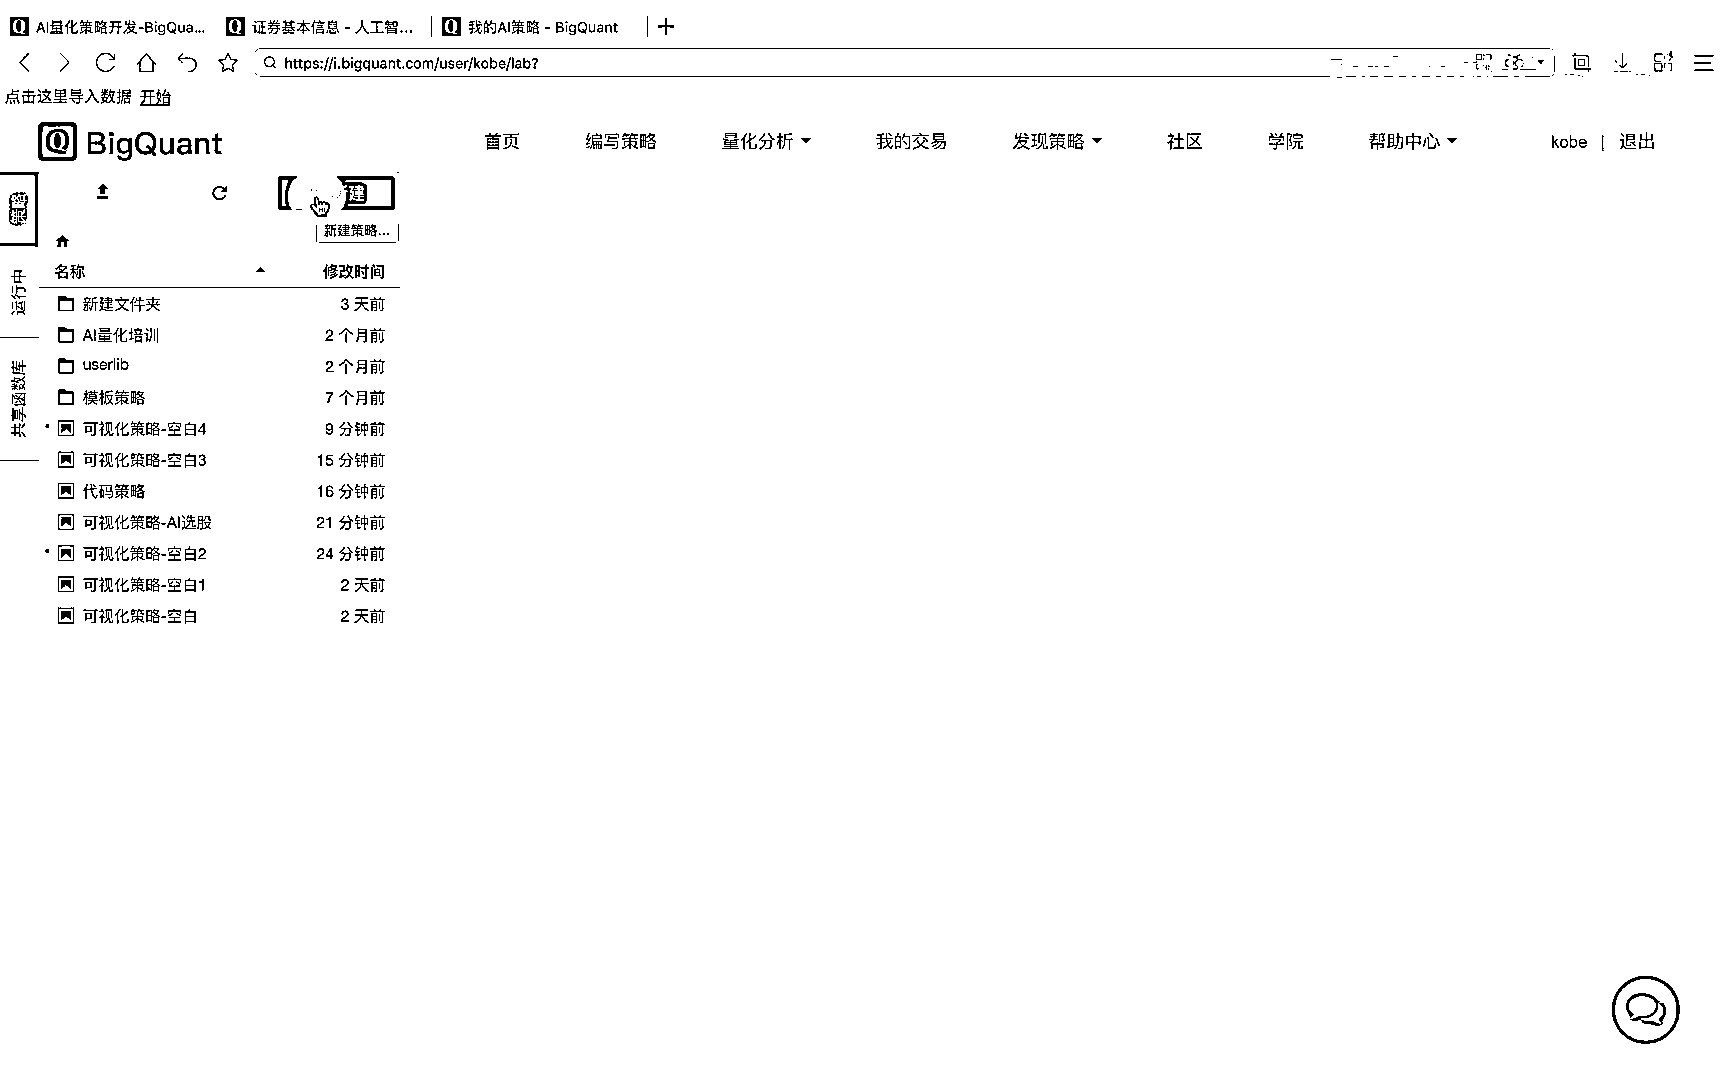 AI量化策略开发-BigQua...
证券基本信息 - 人工智...
我的AI策略 - BigQuant
https://i.bigquant.com/user/kobe/lab?
点击这里导入数据 开始
BigQuant
首页
编写策略
量化分析
我的交易
发现策略
社区
学院
帮助中心
kobe | 退出
策略
运行中
共享函数库
建
新建策略...
名称 修改时间
新建文件夹 3 天前
AI量化培训 2 个月前
userlib 2 个月前
模板策略 7 个月前
可视化策略-空白4 9 分钟前
可视化策略-空白3 15 分钟前
代码策略 16 分钟前
可视化策略-AI选股 21 分钟前
可视化策略-空白2 24 分钟前
可视化策略-空白1 2 天前
可视化策略-空白 2 天前